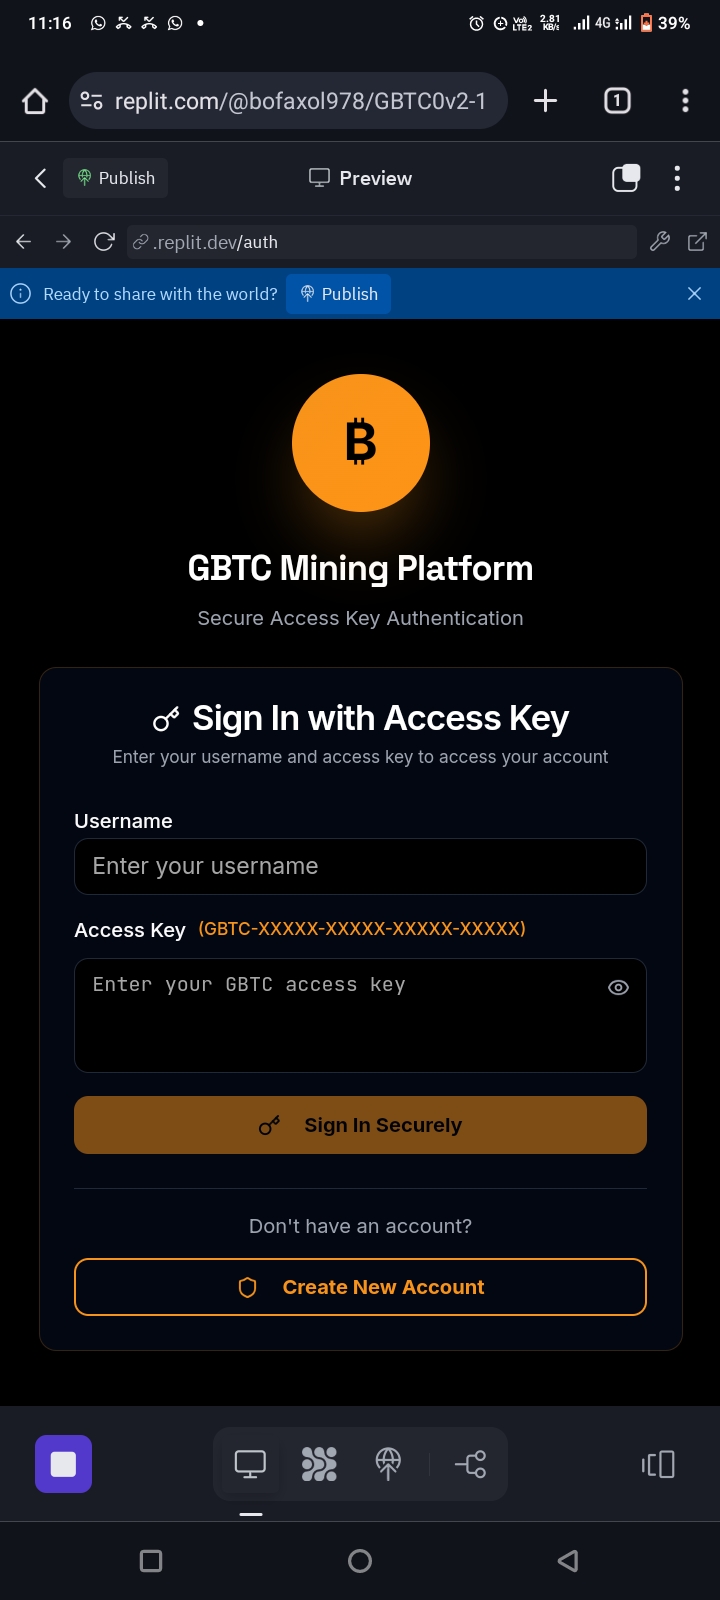 11:16
Vo))
LTE2
2.81
KB/s
4G
39%
replit.com/@bofaxol978/GBTC0v2-1
1
Publish
Preview
.replit.dev/auth
Ready to share with the world?
Publish
₿
GBTC Mining Platform
Secure Access Key Authentication
Sign In with Access Key
Enter your username and access key to access your account
Username
Enter your username
Access Key (GBTC-XXXXX-XXXXX-XXXXX-XXXXX)
Enter your GBTC access key
Sign In Securely
Don't have an account?
Create New Account